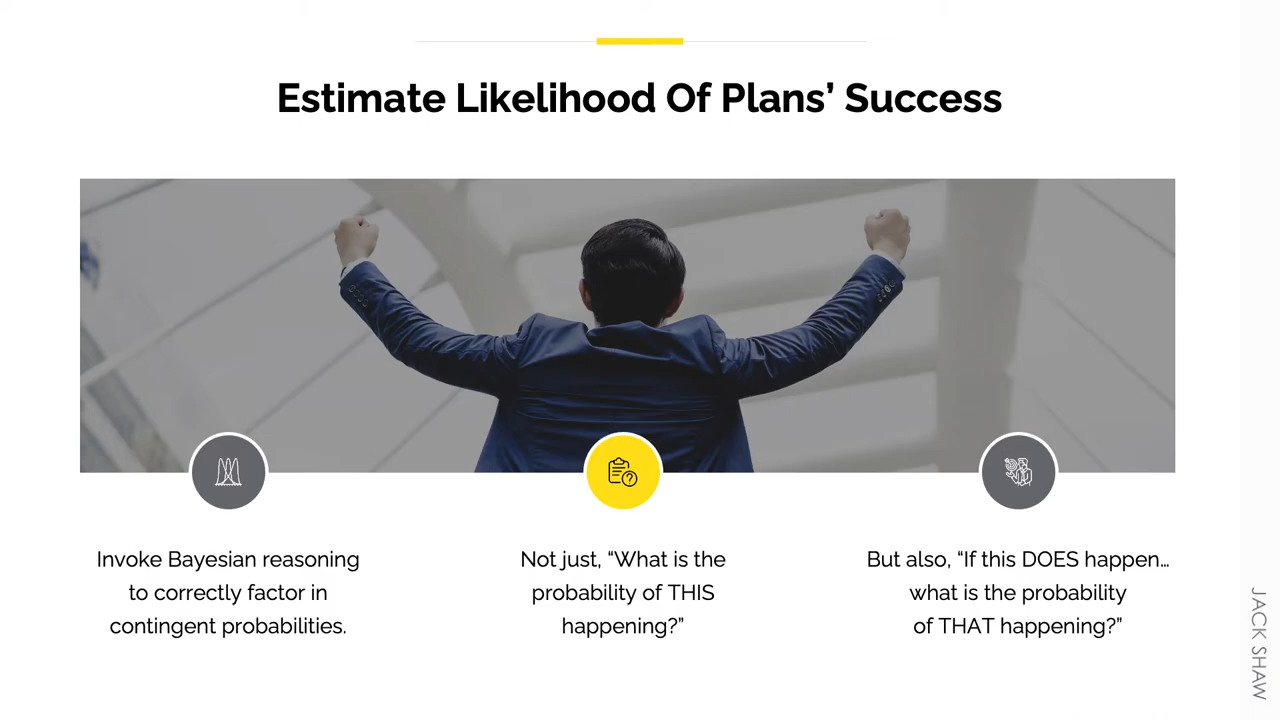 Estimate Likelihood Of Plans’ Success
Invoke Bayesian reasoning
to correctly factor in
contingent probabilities.
Not just, “What is the
probability of THIS
happening?”
But also, “If this DOES happen…
what is the probability
of THAT happening?”
JACK SHAW